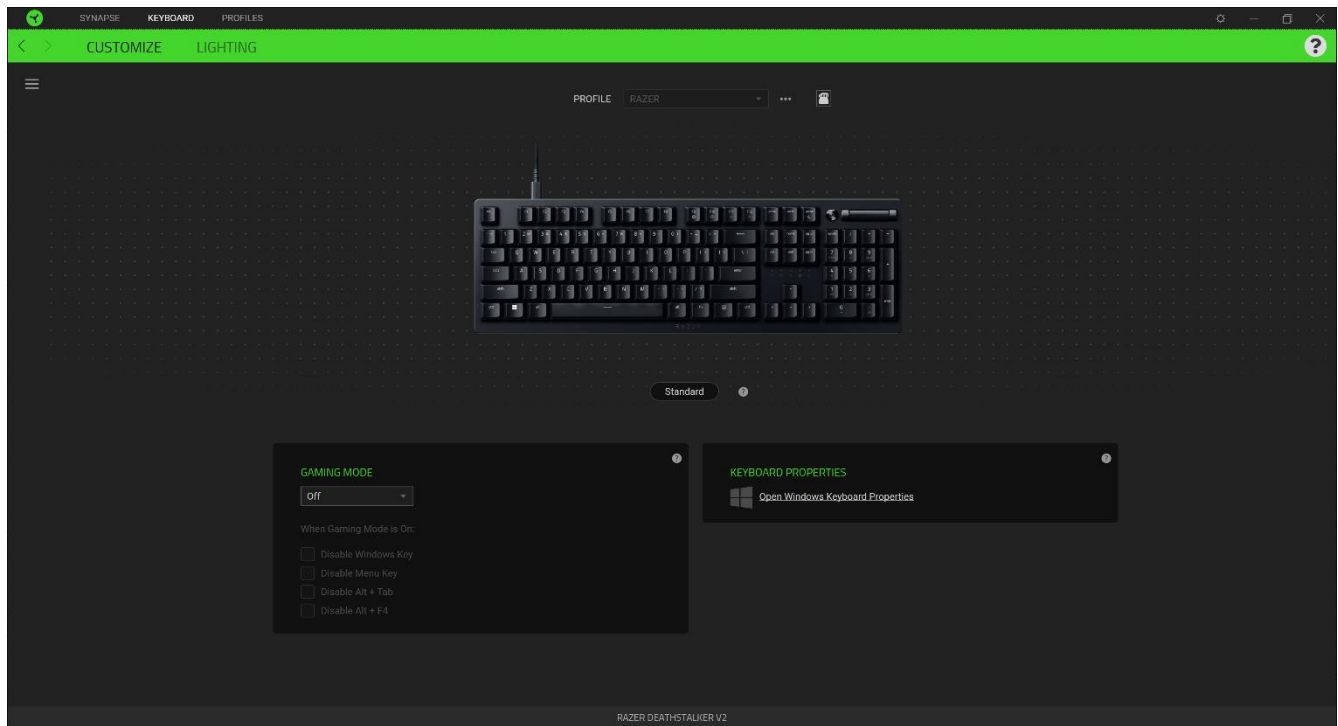 SYNAPSE KEYBOARD PROFILES
CUSTOMIZE LIGHTING ?
PROFILE RAZER
Standard ?
GAMING MODE ?
Off
When Gaming Mode is On:
Disable Windows Key
Disable Menu Key
Disable Alt + Tab
Disable Alt + F4
KEYBOARD PROPERTIES ?
Open Windows Keyboard Properties
RAZER DEATHSTALKER V2